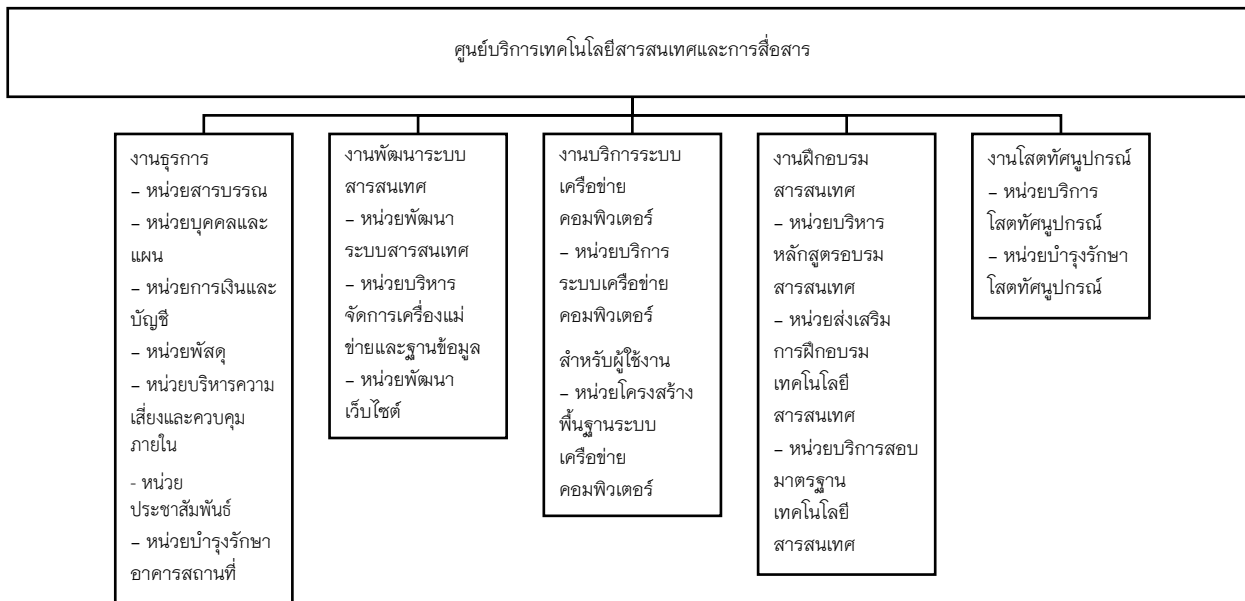 ศูนย์บริการเทคโนโลยีสารสนเทศและการสื่อสาร
งานธุรการ
– หน่วยสารบรรณ
– หน่วยบุคคลและ
แผน
– หน่วยการเงินและ
บัญชี
– หน่วยพัสดุ
– หน่วยบริหารความ
เสี่ยงและควบคุม
ภายใน
- หน่วย
ประชาสัมพันธ์
– หน่วยบำรุงรักษา
อาคารสถานที่
งานพัฒนาระบบ
สารสนเทศ
– หน่วยพัฒนา
ระบบสารสนเทศ
– หน่วยบริหาร
จัดการเครื่องแม่
ข่ายและฐานข้อมูล
– หน่วยพัฒนา
เว็บไซต์
งานบริการระบบ
เครือข่าย
คอมพิวเตอร์
– หน่วยบริการ
ระบบเครือข่าย
คอมพิวเตอร์
สำหรับผู้ใช้งาน
– หน่วยโครงสร้าง
พื้นฐานระบบ
เครือข่าย
คอมพิวเตอร์
งานฝึกอบรม
สารสนเทศ
– หน่วยบริหาร
หลักสูตรอบรม
สารสนเทศ
– หน่วยส่งเสริม
การฝึกอบรม
เทคโนโลยี
สารสนเทศ
– หน่วยบริการสอบ
มาตรฐาน
เทคโนโลยี
สารสนเทศ
งานโสตทัศนูปกรณ์
– หน่วยบริการ
โสตทัศนูปกรณ์
– หน่วยบำรุงรักษา
โสตทัศนูปกรณ์